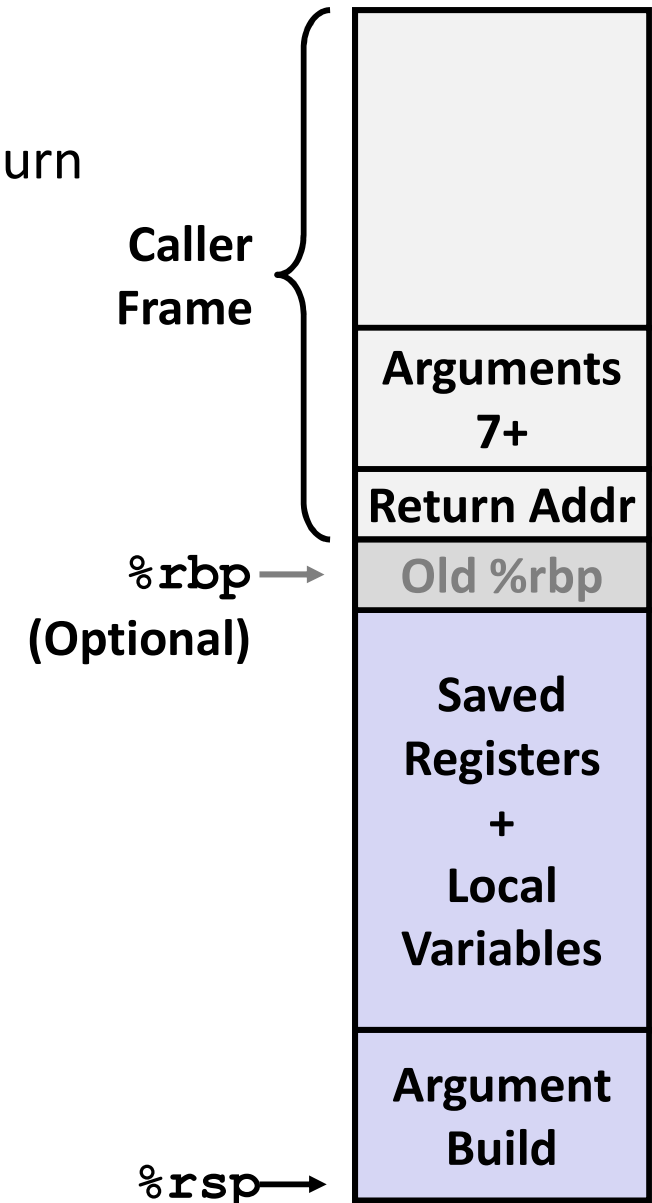 urn
Caller
Frame
Arguments
7+
Return Addr
%rbp
Old %rbp
(Optional)
Saved
Registers
+
Local
Variables
Argument
Build
%rsp